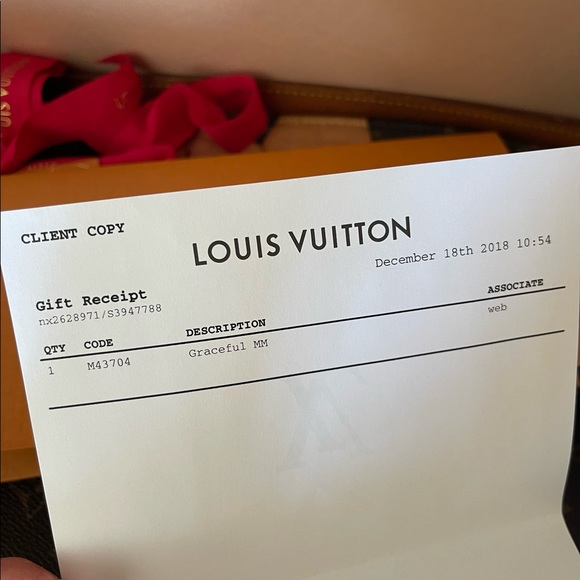 CLIENT COPY
LOUIS VUITTON
December 18th 2018 10:54
Gift Receipt
nx2628971/S3947788
QTY CODE DESCRIPTION ASSOCIATE
1 M43704 Graceful MM web